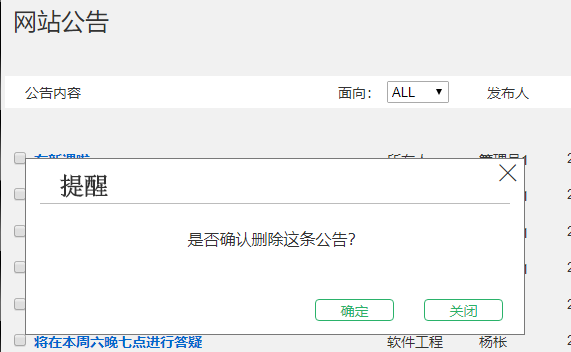 网站公告
公告内容 面向： ALL 发布人
提醒
是否确认删除这条公告?
确定 关闭
将在本周六晚七点进行答疑 软件工程 杨枨